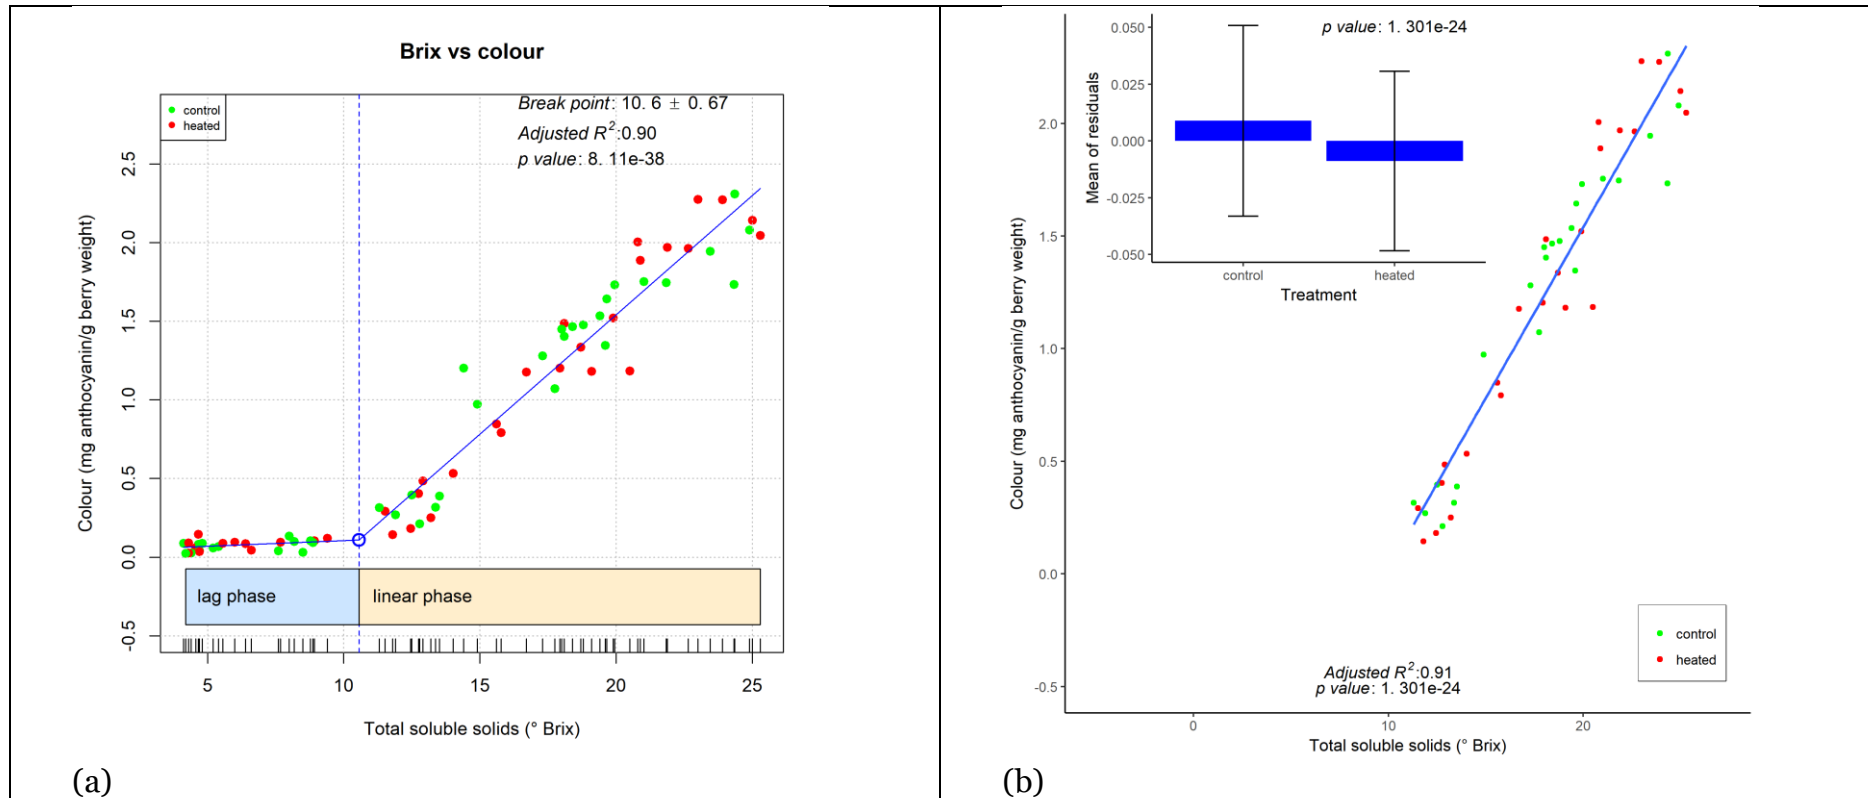 Brix vs colour
control
heated
Break point: 10. 6 ± 0. 67
Adjusted R²:0.90
p value: 8. 11e-38
Colour (mg anthocyanin/g berry weight)
2.5
2.0
1.5
1.0
0.5
0.0
-0.5
lag phase
linear phase
5 10 15 20 25
Total soluble solids (° Brix)
(a)
p value: 1. 301e-24
Mean of residuals
0.050
0.025
0.000
-0.025
-0.050
control heated
Treatment
Colour (mg anthocyanin/g berry weight)
2.0
1.5
1.0
0.5
0.0
-0.5
control
heated
Adjusted R²:0.91
p value: 1. 301e-24
0 10 20
Total soluble solids (° Brix)
(b)